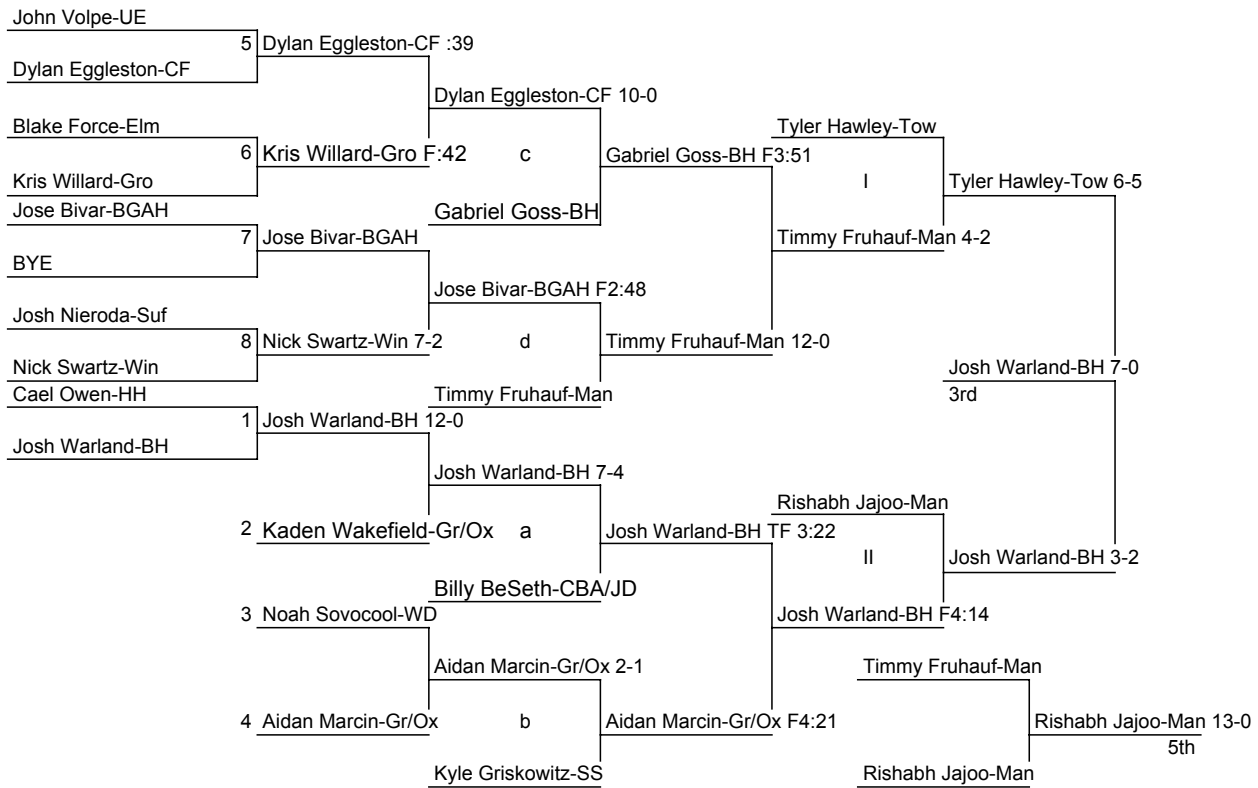 John Volpe-UE
5 Dylan Eggleston-CF :39
Dylan Eggleston-CF
Dylan Eggleston-CF 10-0
Blake Force-Elm
Tyler Hawley-Tow
6 Kris Willard-Gro F:42
c
Gabriel Goss-BH F3:51
Kris Willard-Gro
I
Tyler Hawley-Tow 6-5
Jose Bivar-BGAH
Gabriel Goss-BH
7 Jose Bivar-BGAH
Timmy Fruhauf-Man 4-2
BYE
Jose Bivar-BGAH F2:48
Josh Nieroda-Suf
8 Nick Swartz-Win 7-2
d
Timmy Fruhauf-Man 12-0
Nick Swartz-Win
Josh Warland-BH 7-0
Cael Owen-HH
Timmy Fruhauf-Man
3rd
1 Josh Warland-BH 12-0
Josh Warland-BH
Josh Warland-BH 7-4
Rishabh Jajoo-Man
2 Kaden Wakefield-Gr/Ox
a
Josh Warland-BH TF 3:22
II
Josh Warland-BH 3-2
Billy BeSeth-CBA/JD
3 Noah Sovocool-WD
Josh Warland-BH F4:14
Aidan Marcin-Gr/Ox 2-1
Timmy Fruhauf-Man
4 Aidan Marcin-Gr/Ox
b
Aidan Marcin-Gr/Ox F4:21
Rishabh Jajoo-Man 13-0
5th
Kyle Griskowitz-SS
Rishabh Jajoo-Man